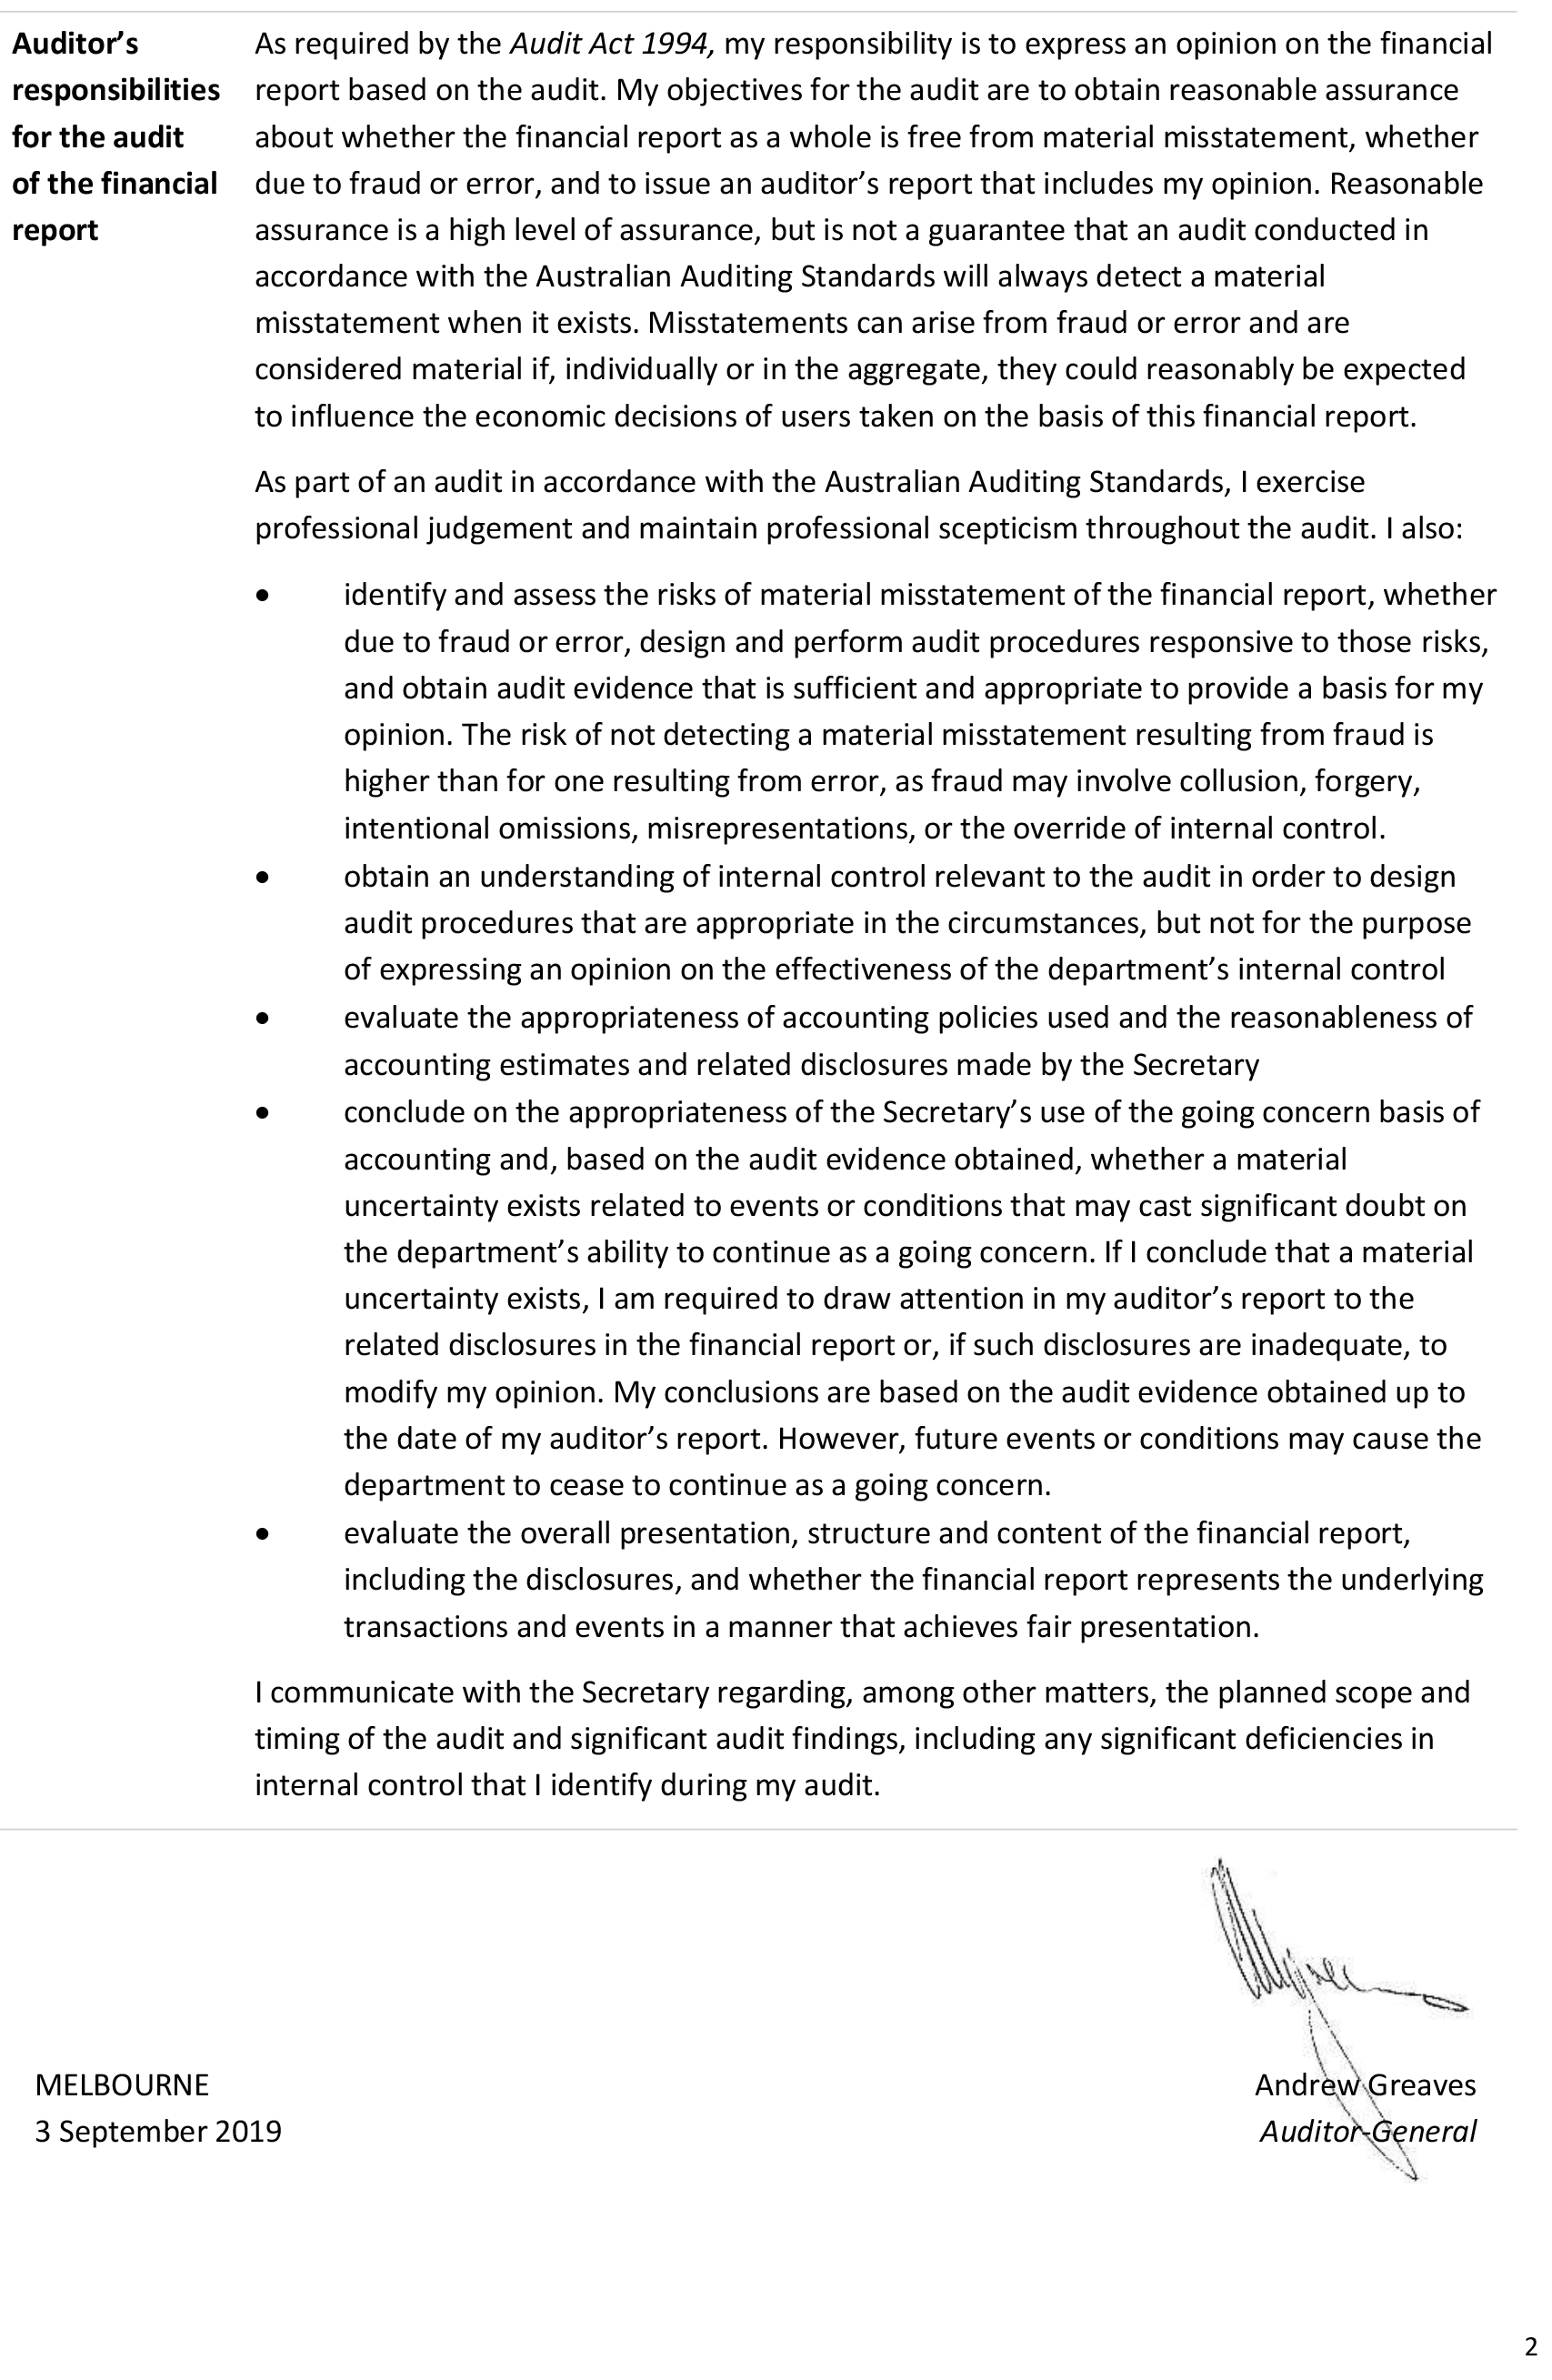 Auditor’s
responsibilities
for the audit
of the financial
report
As required by the Audit Act 1994, my responsibility is to express an opinion on the financial
report based on the audit. My objectives for the audit are to obtain reasonable assurance
about whether the financial report as a whole is free from material misstatement, whether
due to fraud or error, and to issue an auditor’s report that includes my opinion. Reasonable
assurance is a high level of assurance, but is not a guarantee that an audit conducted in
accordance with the Australian Auditing Standards will always detect a material
misstatement when it exists. Misstatements can arise from fraud or error and are
considered material if, individually or in the aggregate, they could reasonably be expected
to influence the economic decisions of users taken on the basis of this financial report.
As part of an audit in accordance with the Australian Auditing Standards, I exercise
professional judgement and maintain professional scepticism throughout the audit. I also:
• identify and assess the risks of material misstatement of the financial report, whether
due to fraud or error, design and perform audit procedures responsive to those risks,
and obtain audit evidence that is sufficient and appropriate to provide a basis for my
opinion. The risk of not detecting a material misstatement resulting from fraud is
higher than for one resulting from error, as fraud may involve collusion, forgery,
intentional omissions, misrepresentations, or the override of internal control.
• obtain an understanding of internal control relevant to the audit in order to design
audit procedures that are appropriate in the circumstances, but not for the purpose
of expressing an opinion on the effectiveness of the department’s internal control
• evaluate the appropriateness of accounting policies used and the reasonableness of
accounting estimates and related disclosures made by the Secretary
• conclude on the appropriateness of the Secretary’s use of the going concern basis of
accounting and, based on the audit evidence obtained, whether a material
uncertainty exists related to events or conditions that may cast significant doubt on
the department’s ability to continue as a going concern. If I conclude that a material
uncertainty exists, I am required to draw attention in my auditor’s report to the
related disclosures in the financial report or, if such disclosures are inadequate, to
modify my opinion. My conclusions are based on the audit evidence obtained up to
the date of my auditor’s report. However, future events or conditions may cause the
department to cease to continue as a going concern.
• evaluate the overall presentation, structure and content of the financial report,
including the disclosures, and whether the financial report represents the underlying
transactions and events in a manner that achieves fair presentation.
I communicate with the Secretary regarding, among other matters, the planned scope and
timing of the audit and significant audit findings, including any significant deficiencies in
internal control that I identify during my audit.
MELBOURNE
3 September 2019
Andrew Greaves
Auditor-General
2